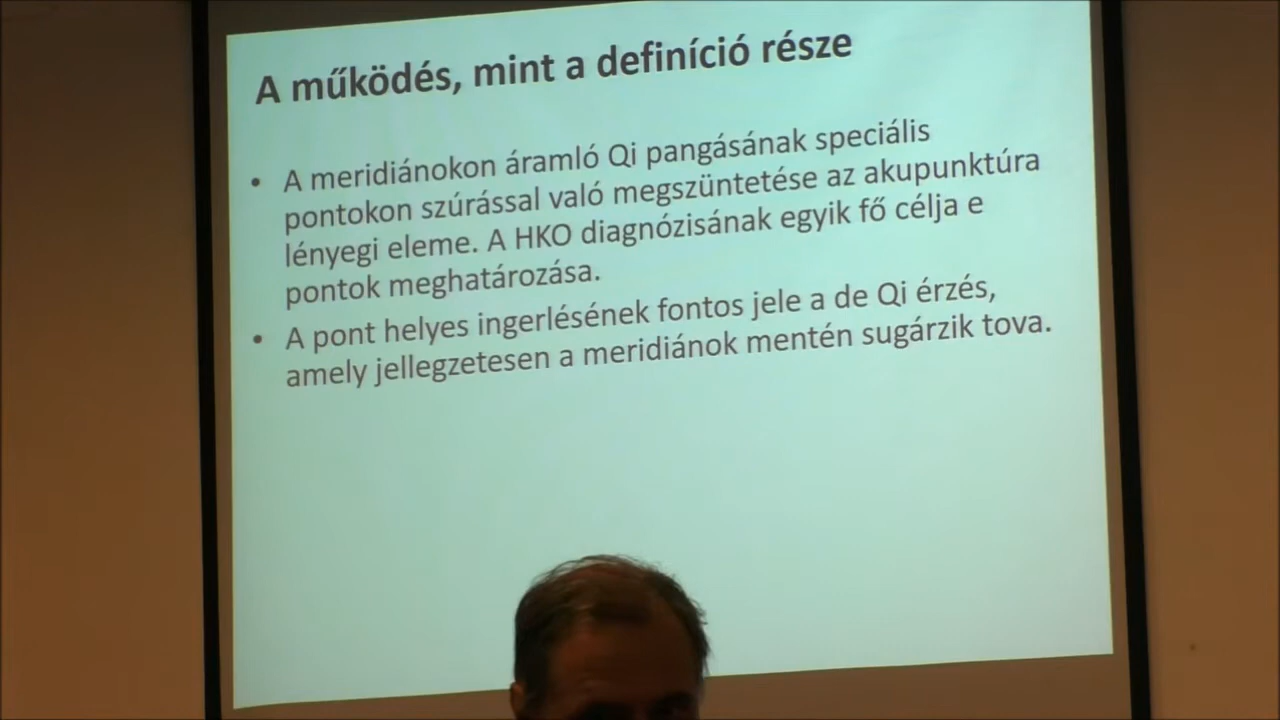 A működés, mint a definíció része
• A meridiánokon áramló Qi pangásának speciális
pontokon szúrással való megszüntetése az akupunktúra
lényegi eleme. A HKO diagnózisának egyik fő célja e
pontok meghatározása.
• A pont helyes ingerlésének fontos jele a de Qi érzés,
amely jellegzetesen a meridiánok mentén sugárzik tova.